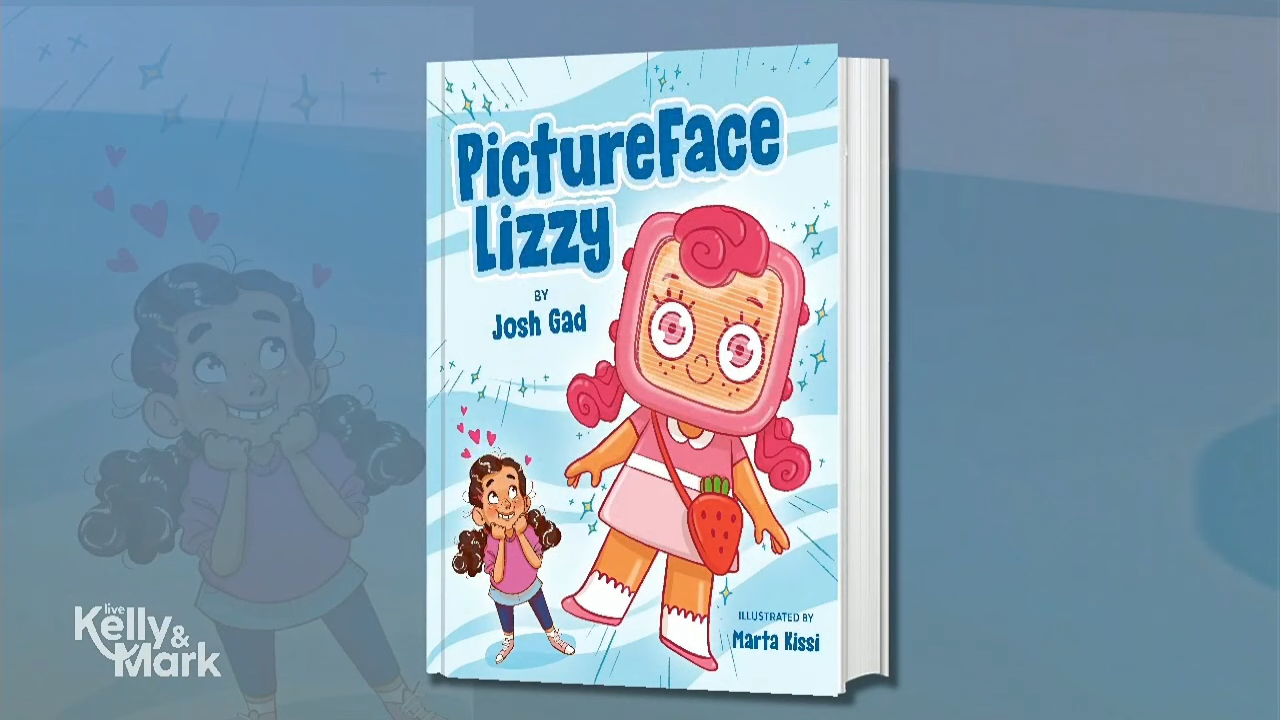 PictureFace
Lizzy
BY
Josh Gad
ILLUSTRATED BY
Marta Kissi
live
Kelly&
Mark